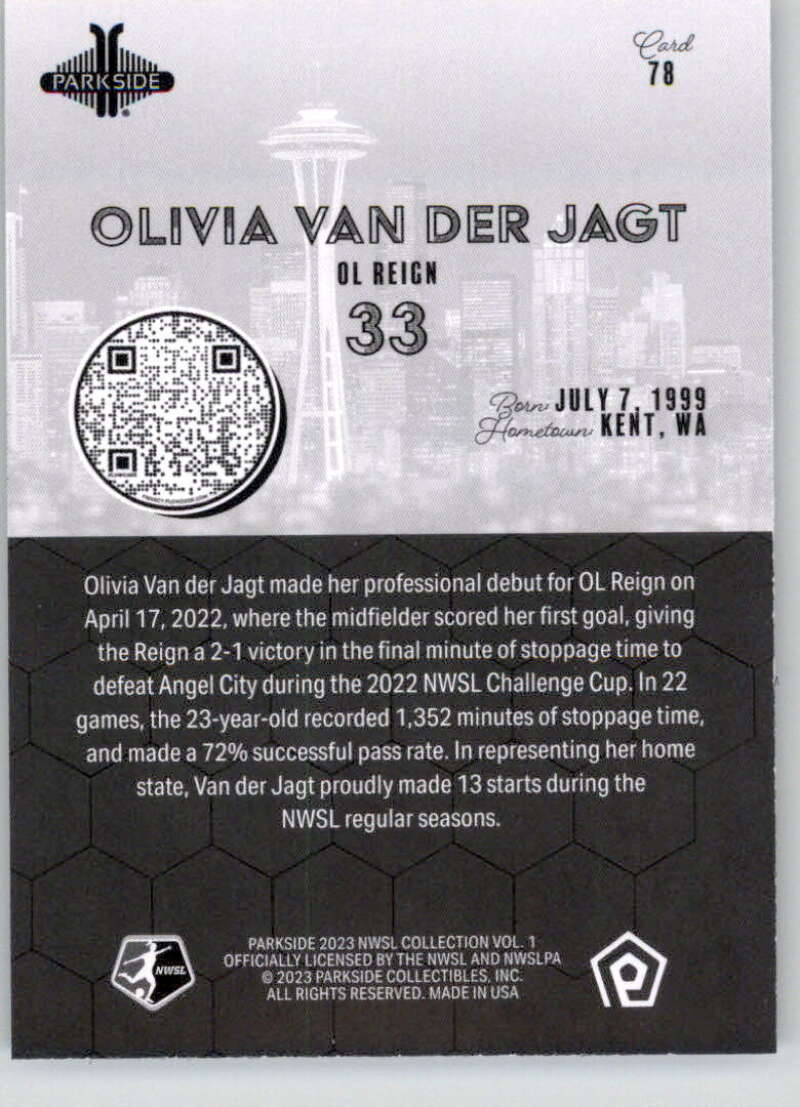 PARKSIDE
Card
78
OLIVIA VAN DER JAGT
OL REIGN
33
Born: JULY 7, 1999
Hometown: KENT, WA
Olivia Van der Jagt made her professional debut for OL Reign on
April 17, 2022, where the midfielder scored her first goal, giving
the Reign a 2-1 victory in the final minute of stoppage time to
defeat Angel City during the 2022 NWSL Challenge Cup. In 22
games, the 23-year-old recorded 1,352 minutes of stoppage time,
and made a 72% successful pass rate. In representing her home
state, Van der Jagt proudly made 13 starts during the
NWSL regular seasons.
NWSL
PARKSIDE 2023 NWSL COLLECTION VOL. 1
OFFICIALLY LICENSED BY THE NWSL AND NWSLPA
© 2023 PARKSIDE COLLECTIBLES, INC.
ALL RIGHTS RESERVED. MADE IN USA